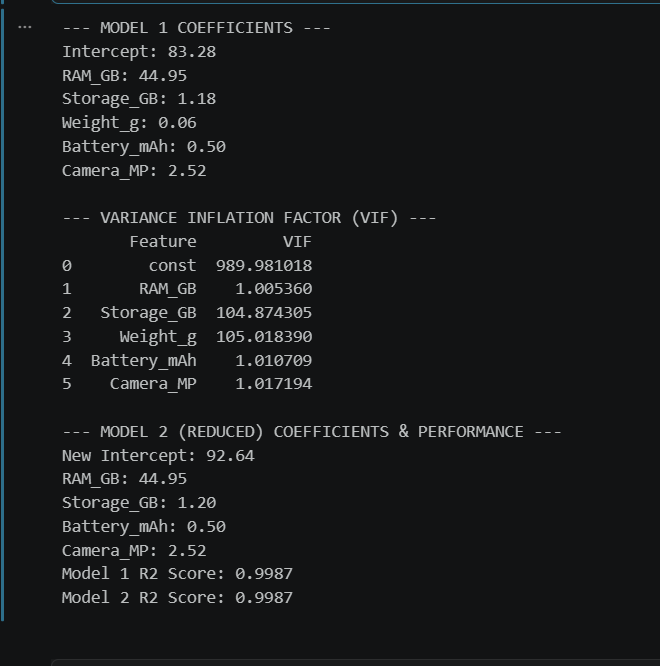 ...
--- MODEL 1 COEFFICIENTS ---
Intercept: 83.28
RAM_GB: 44.95
Storage_GB: 1.18
Weight_g: 0.06
Battery_mAh: 0.50
Camera_MP: 2.52

--- VARIANCE INFLATION FACTOR (VIF) ---
       Feature         VIF
0        const  989.981018
1       RAM_GB    1.005360
2   Storage_GB  104.874305
3     Weight_g  105.018390
4  Battery_mAh    1.010709
5    Camera_MP    1.017194

--- MODEL 2 (REDUCED) COEFFICIENTS & PERFORMANCE ---
New Intercept: 92.64
RAM_GB: 44.95
Storage_GB: 1.20
Battery_mAh: 0.50
Camera_MP: 2.52
Model 1 R2 Score: 0.9987
Model 2 R2 Score: 0.9987